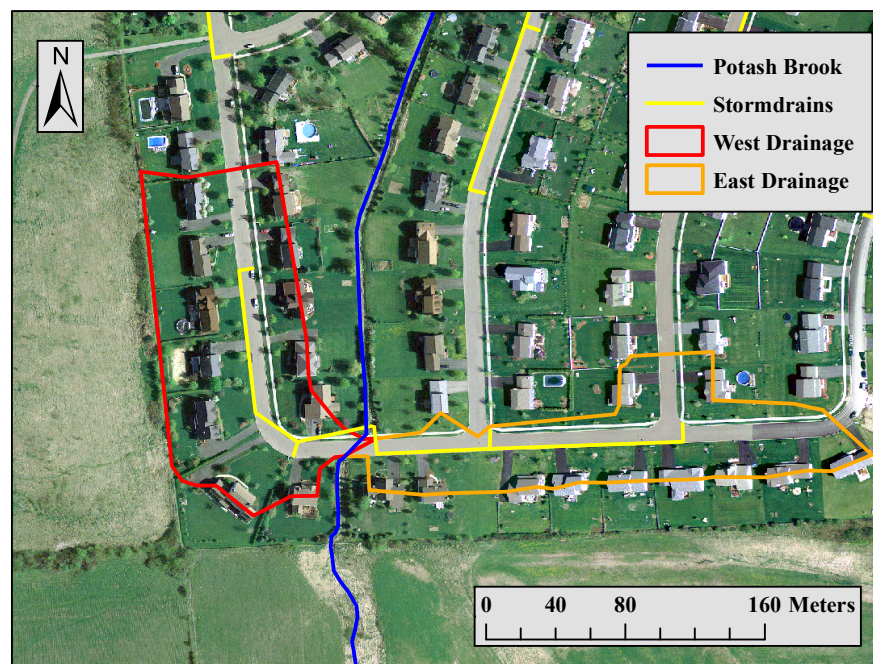 N
Potash Brook
Stormdrains
West Drainage
East Drainage
0 40 80 160 Meters